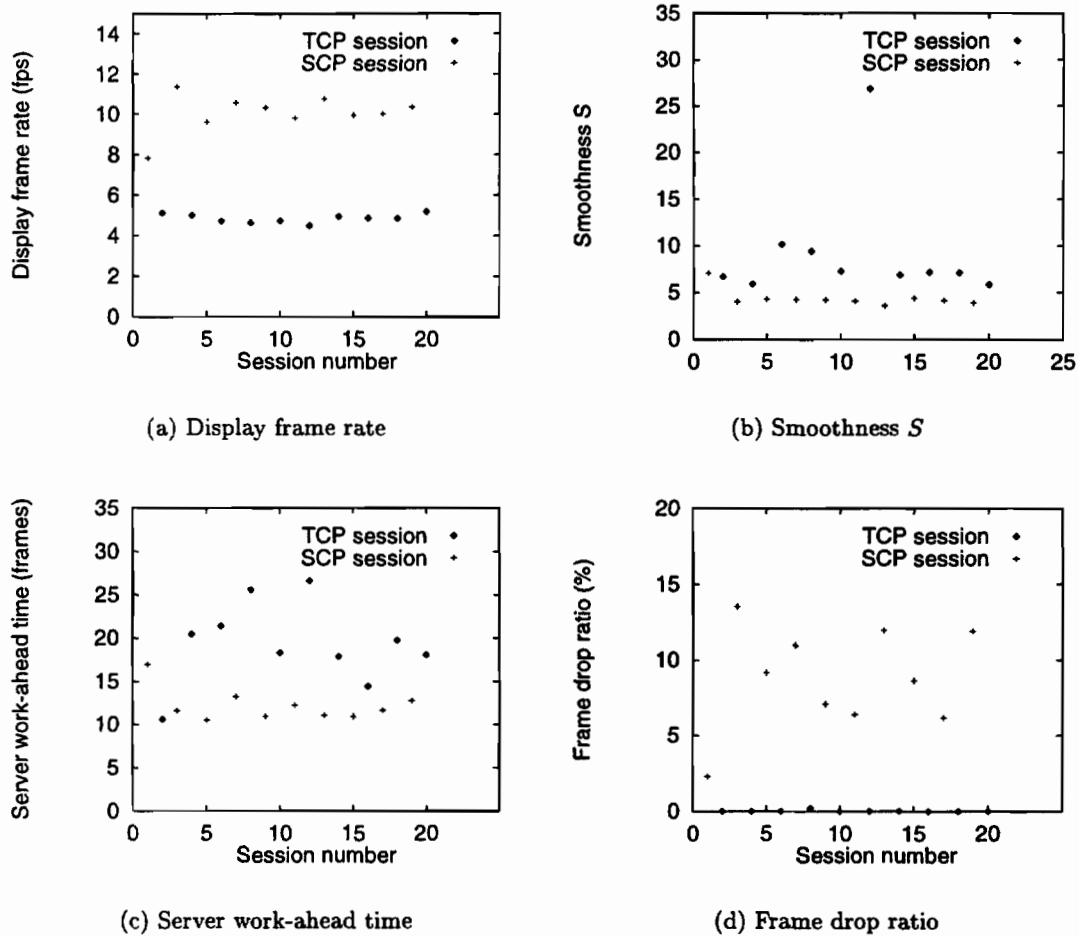 Display frame rate (fps)
14
12
10
8
6
4
2
0
TCP session
SCP session
0 5 10 15 20
Session number
(a) Display frame rate
Smoothness S
35
30
25
20
15
10
5
0
TCP session
SCP session
0 5 10 15 20 25
(b) Smoothness S
Server work-ahead time (frames)
35
30
25
20
15
10
5
0
TCP session
SCP session
0 5 10 15 20
Session number
(c) Server work-ahead time
Frame drop ratio (%)
20
15
10
5
0
TCP session
SCP session
0 5 10 15 20
Session number
(d) Frame drop ratio